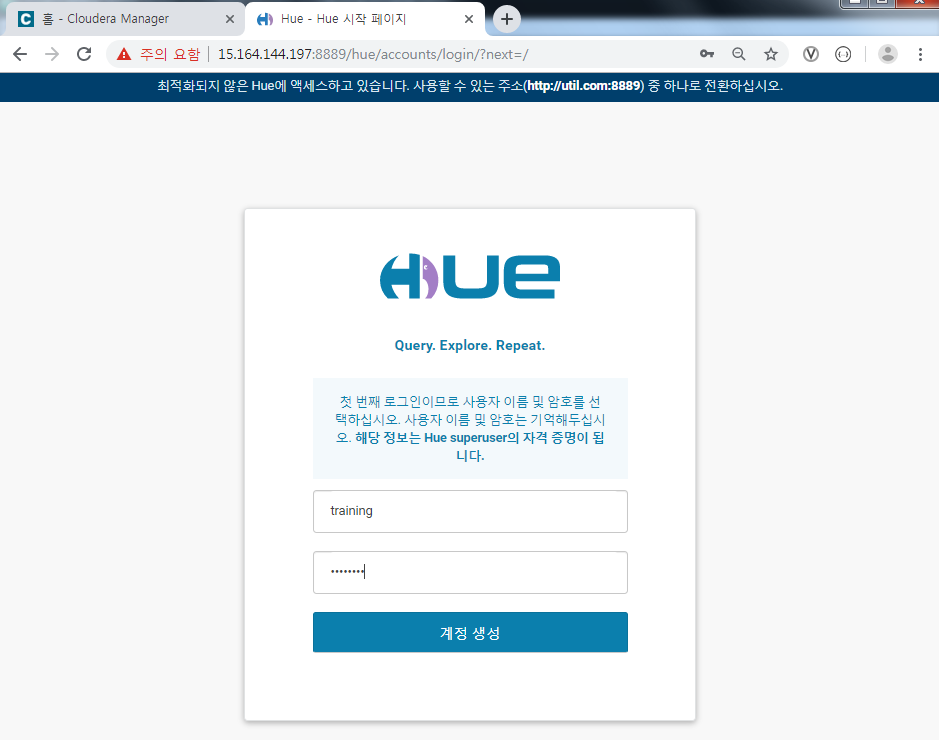 홈 - Cloudera Manager
Hue - Hue 시작 페이지
주의 요함 15.164.144.197:8889/hue/accounts/login/?next=/
최적화되지 않은 Hue에 액세스하고 있습니다. 사용할 수 있는 주소(http://util.com:8889) 중 하나로 전환하십시오.
HUE
Query. Explore. Repeat.
첫 번째 로그인이므로 사용자 이름 및 암호를 선
택하십시오. 사용자 이름 및 암호는 기억해두십시
오. 해당 정보는 Hue superuser의 자격 증명이 됩
니다.
training
••••••••
계정 생성